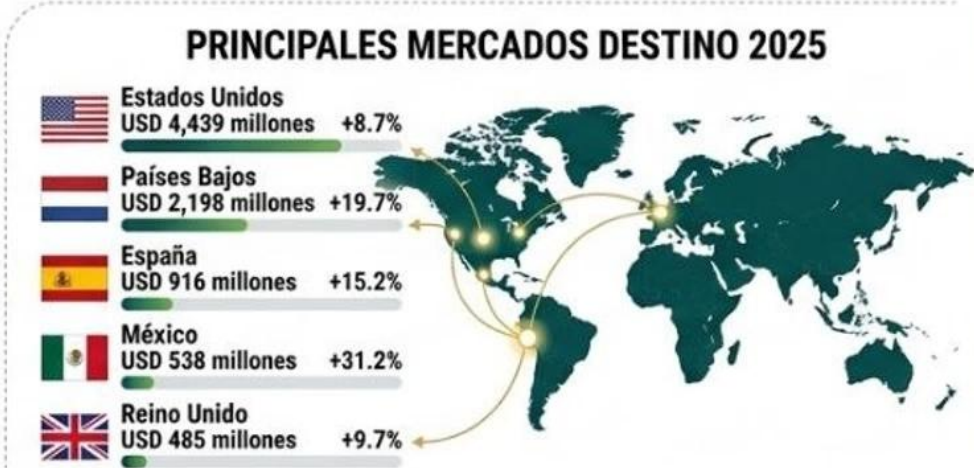 PRINCIPALES MERCADOS DESTINO 2025
Estados Unidos
USD 4,439 millones +8.7%
Países Bajos
USD 2,198 millones +19.7%
España
USD 916 millones +15.2%
México
USD 538 millones +31.2%
Reino Unido
USD 485 millones +9.7%